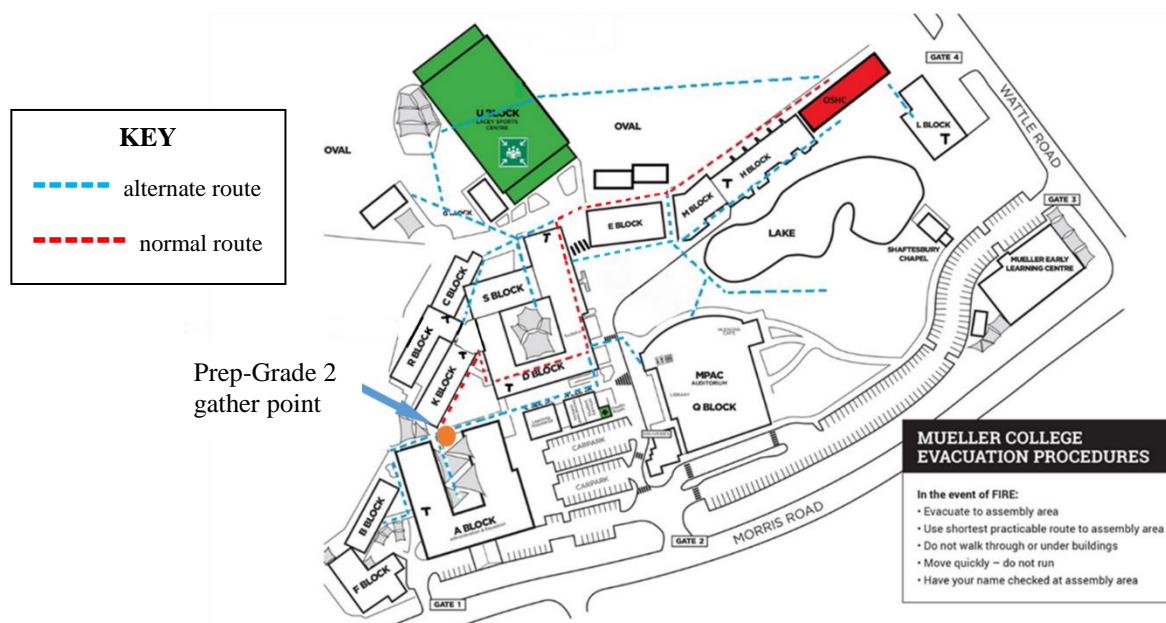 KEY
alternate route
normal route
GATE 4
WATTLE ROAD
OSHC
L BLOCK
T
U BLOCK
LACEY SPORTS
CENTRE
OVAL
OVAL
H BLOCK
T
M BLOCK
E BLOCK
LAKE
SHAFTESBURY
CHAPEL
GATE 3
MUELLER EARLY
LEARNING CENTRE
T
C BLOCK
S BLOCK
R BLOCK
K BLOCK
D BLOCK
T
Prep-Grade 2
gather point
MPAC
AUDITORIUM
Q BLOCK
LIBRARY
CARPARK
CARPARK
B BLOCK
T
A BLOCK
F BLOCK
GATE 1
GATE 2
MORRIS ROAD
MUELLER COLLEGE
EVACUATION PROCEDURES
In the event of FIRE:
• Evacuate to assembly area
• Use shortest practicable route to assembly area
• Do not walk through or under buildings
• Move quickly – do not run
• Have your name checked at assembly area